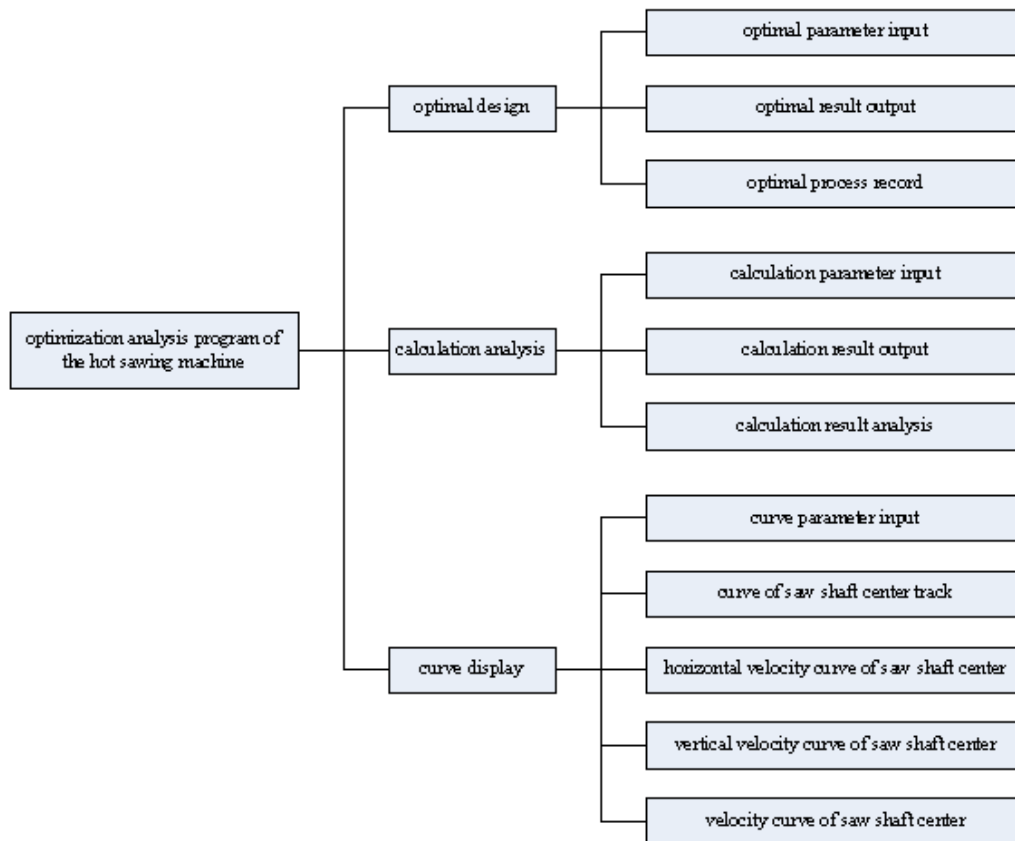 optimal parameter input
optimal design
optimal result output
optimal process record
calculation parameter input
optimization analysis program of
the hot sawing machine
calculation analysis
calculation result output
calculation result analysis
curve parameter input
curve of saw shaft center track
curve display
horizontal velocity curve of saw shaft center
vertical velocity curve of saw shaft center
velocity curve of saw shaft center